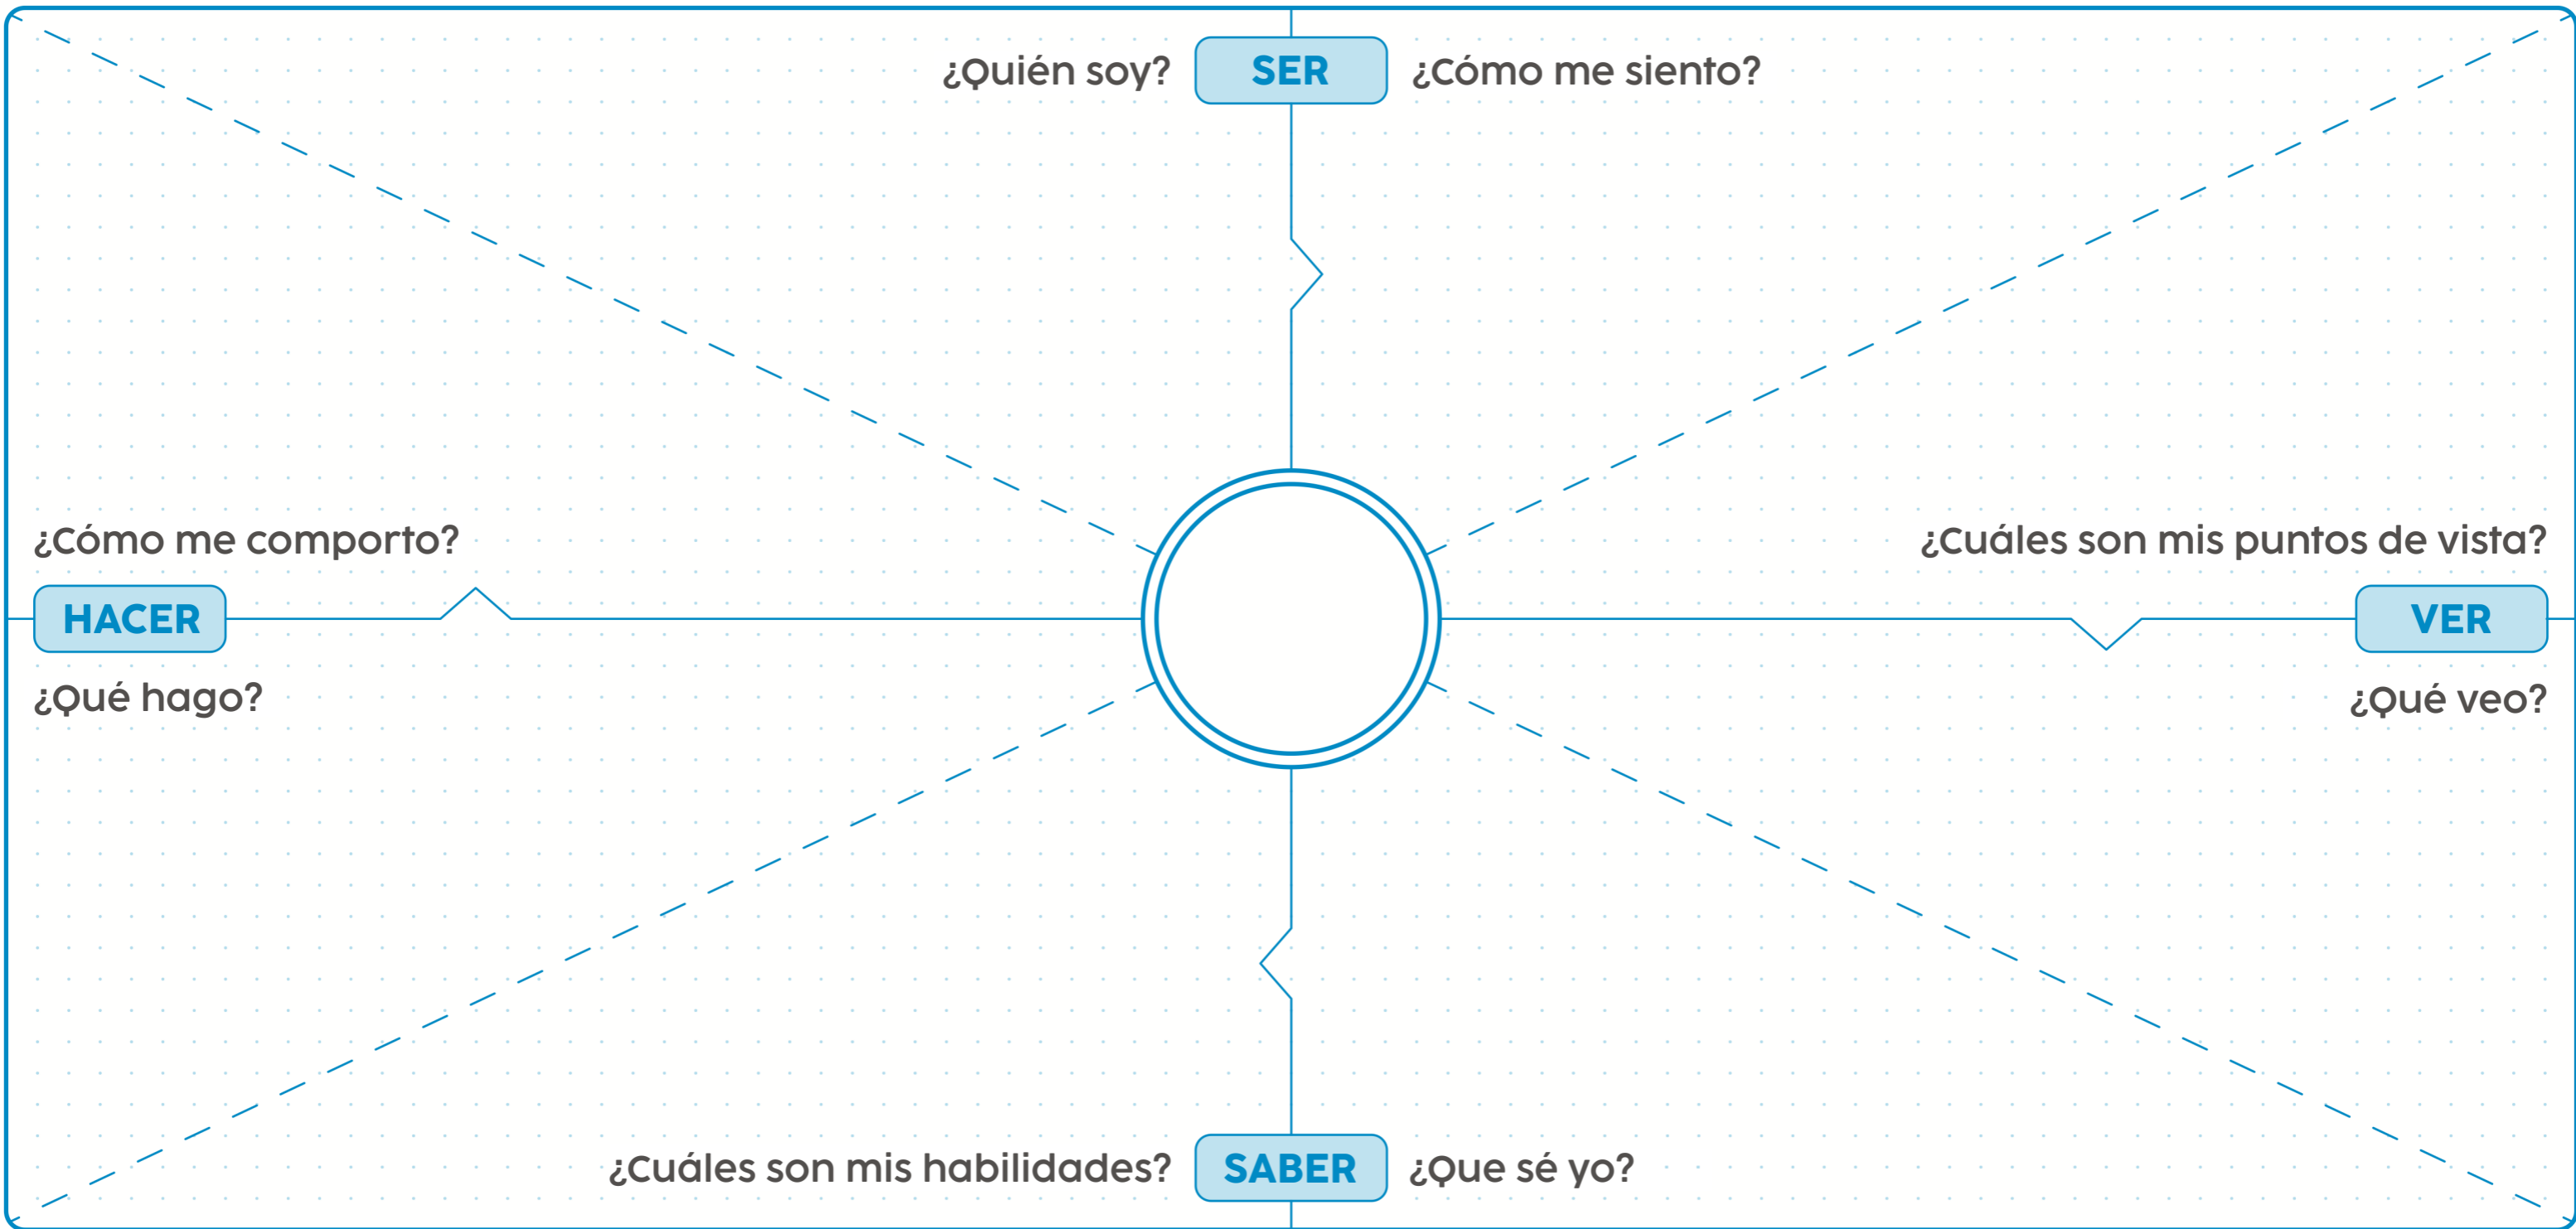 ¿Quién soy? SER ¿Cómo me siento?
¿Cómo me comporto?
¿Cuáles son mis puntos de vista?
HACER
VER
¿Qué hago?
¿Qué veo?
¿Cuáles son mis habilidades? SABER ¿Que sé yo?